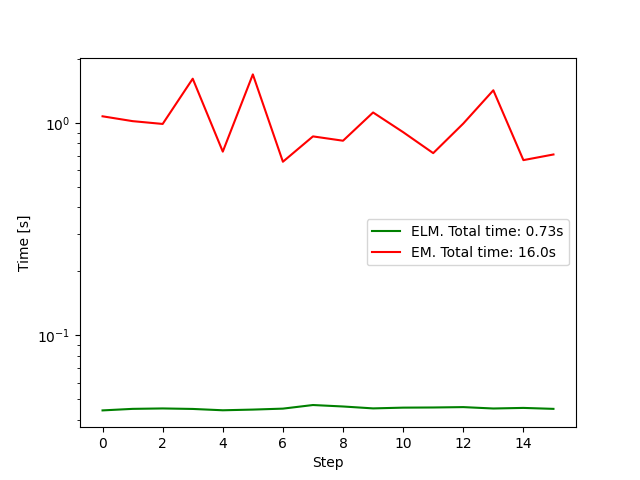 10⁰
10⁻¹
Time [s]
ELM. Total time: 0.73s
EM. Total time: 16.0s
0 2 4 6 8 10 12 14
Step